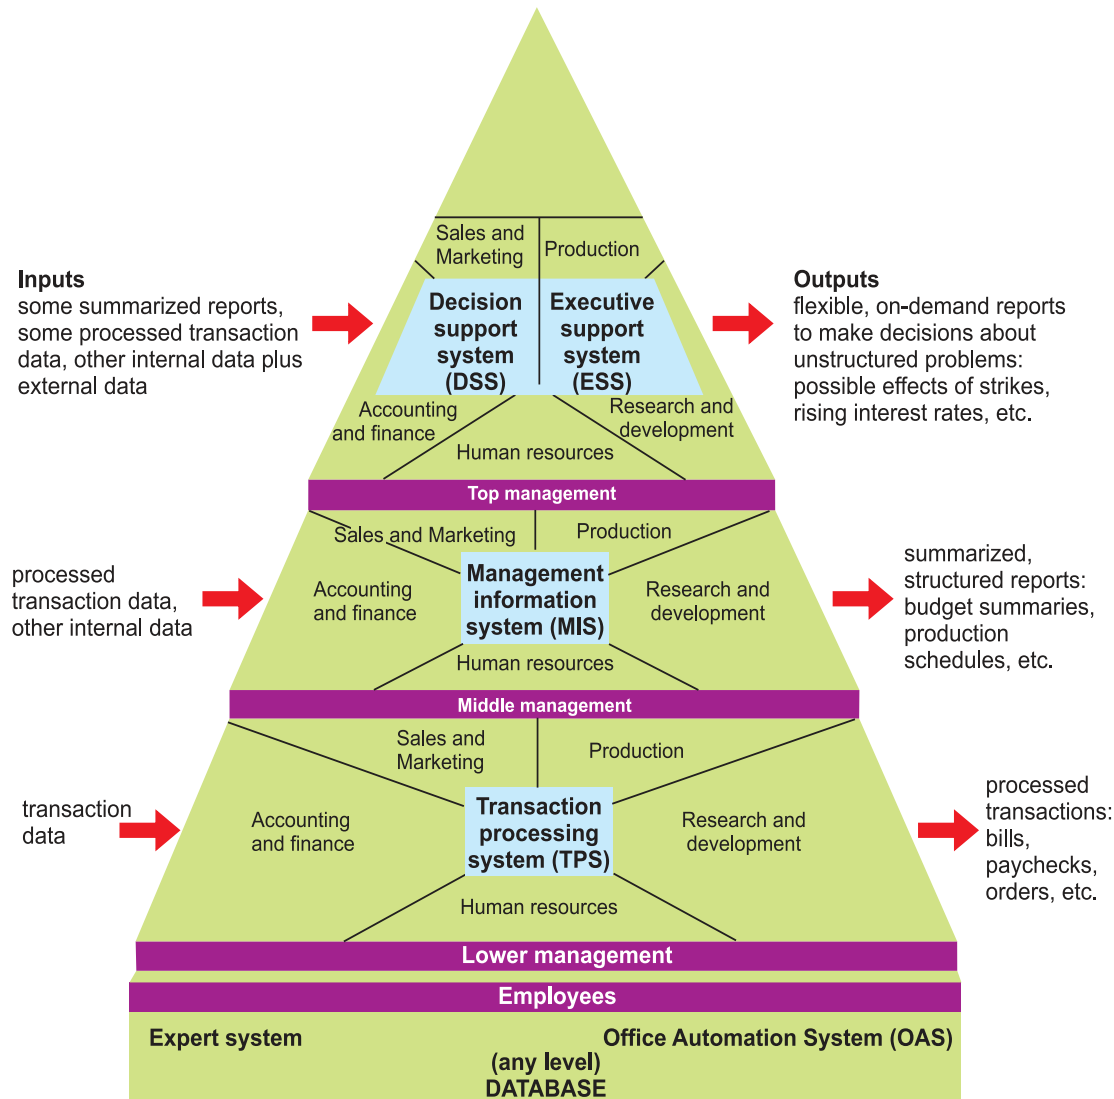 Sales and
Marketing
Production
Inputs
some summarized reports,
some processed transaction
data, other internal data plus
external data
Decision
support
system
(DSS)
Executive
support
system
(ESS)
Outputs
flexible, on-demand reports
to make decisions about
unstructured problems:
possible effects of strikes,
rising interest rates, etc.
Accounting
and finance
Human resources
Research and
development
Top management
Sales and Marketing
Production
processed
transaction data,
other internal data
Accounting
and finance
Management
information
system (MIS)
Research and
development
Human resources
summarized,
structured reports:
budget summaries,
production
schedules, etc.
Middle management
Sales and
Marketing
Production
transaction
data
Accounting
and finance
Transaction
processing
system (TPS)
Research and
development
Human resources
processed
transactions:
bills,
paychecks,
orders, etc.
Lower management
Employees
Expert system
Office Automation System (OAS)
(any level)
DATABASE